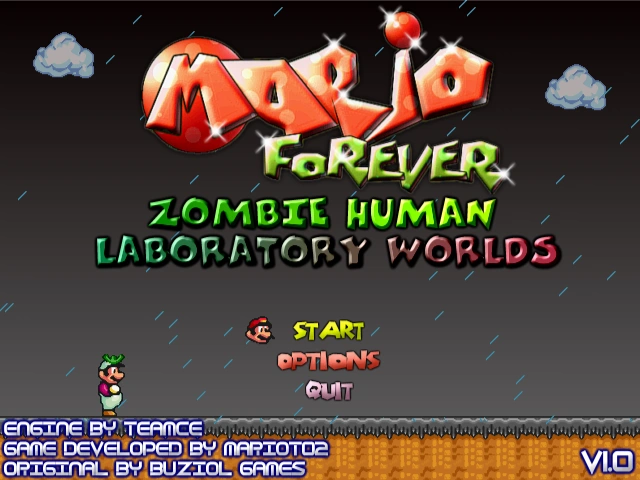 MARIO
FOREVER
ZOMBIE HUMAN
LABORATORY WORLDS
START
OPTIONS
QUIT
ENGINE BY TEAMCE
GAME DEVELOPED BY MARIOT02
ORIGINAL BY BUZIOL GAMES
V1.0